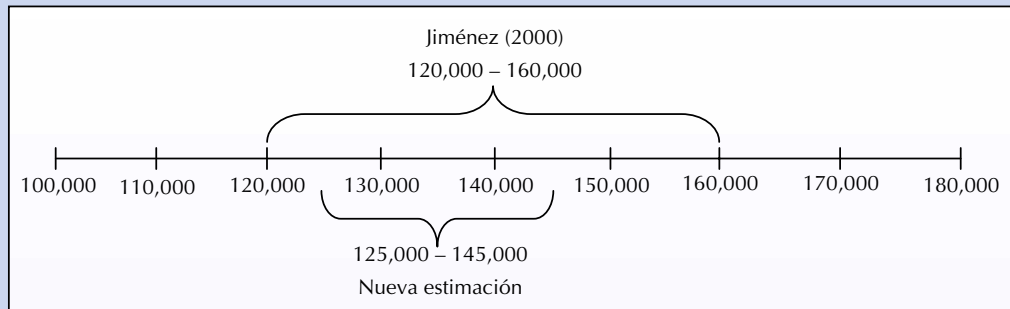 Jiménez (2000)
120,000 – 160,000
100,000 110,000 120,000 130,000 140,000 150,000 160,000 170,000 180,000
125,000 – 145,000
Nueva estimación